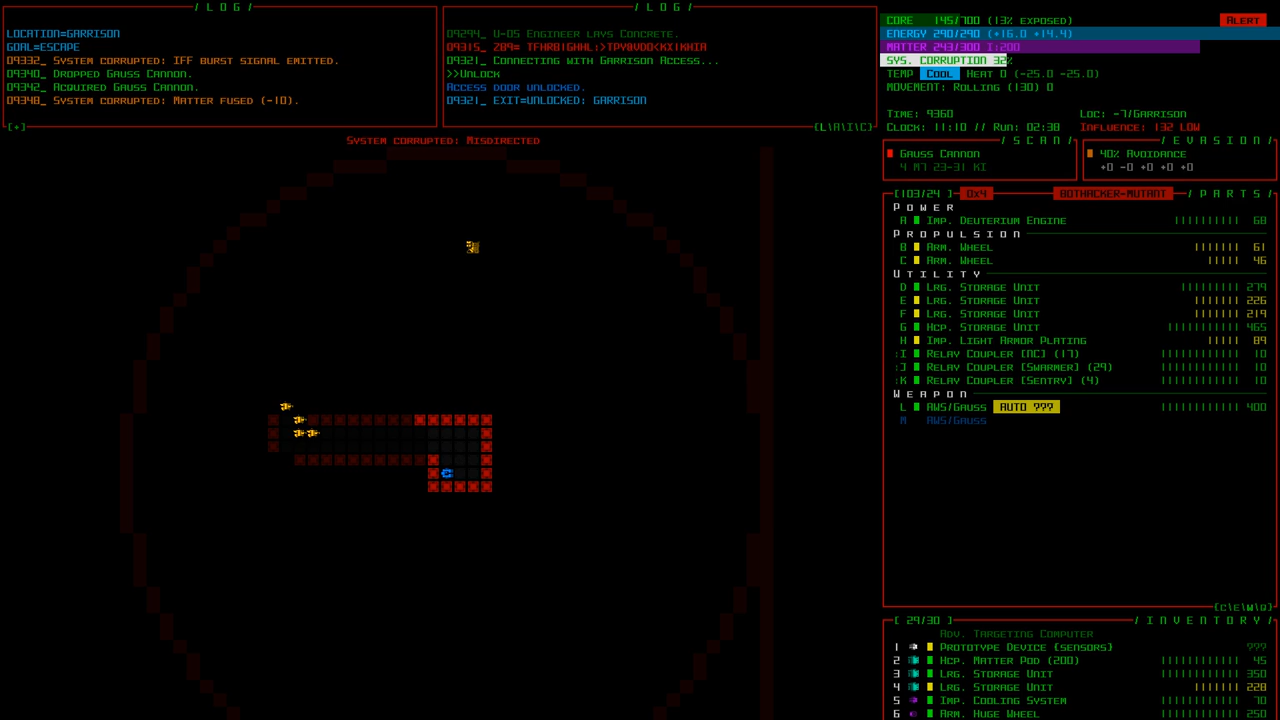 / L O G /
LOCATION=GARRISON
GOAL=ESCAPE
09332_ System corrupted: IFF burst signal emitted.
09340_ Dropped Gauss Cannon.
09342_ Acquired Gauss Cannon.
09348_ System corrupted: Matter fused (-10).
[+]
/ L O G /
09294_ U-05 Engineer lays Concrete.
09321_ Connecting with Garrison Access...
>>Unlock
Access door unlocked.
09321_ EXIT=UNLOCKED: GARRISON
{L\A\I\C}
System corrupted: Misdirected
CORE 145/700 (13% exposed)
Alert
ENERGY 290/290 (+16.0 +14.4)
MATTER 243/300 I:200
SYS. CORRUPTION 32%
TEMP Cool Heat 0 (-25.0 -25.0)
MOVEMENT: Rolling (130) 0
Time: 9360 Loc: -7/Garrison
Clock: 11:10 // Run: 02:38 Influence: 132 LOW
/ S C A N /
Gauss Cannon
4 M7 23-31 KI
/ E V A S I O N /
40% Avoidance
+0 -0 +0 +0 +0
[103/24 ] 0x4 BOTHACKER-MUTANT / P A R T S /
P o w e r
A Imp. Deuterium Engine 68
P r o p u l s i o n
B Arm. Wheel 61
C Arm. Wheel 46
U t i l i t y
D Lrg. Storage Unit 279
E Lrg. Storage Unit 226
F Lrg. Storage Unit 219
G Hcp. Storage Unit 465
H Imp. Light Armor Plating 89
:I Relay Coupler [NC] (17) 10
:J Relay Coupler [Swarmer] (29) 10
:K Relay Coupler [Sentry] (4) 10
W e a p o n
L AWS/Gauss AUTO ??? 400
M AWS/Gauss
{C\E\W\Q}
[ 29/30 ] / I N V E N T O R Y /
Adv. Targeting Computer
1 Prototype Device {sensors} ???
2 Hcp. Matter Pod (200) 45
3 Lrg. Storage Unit 350
4 Lrg. Storage Unit 228
5 Imp. Cooling System 70
6 Arm. Huge Wheel 250